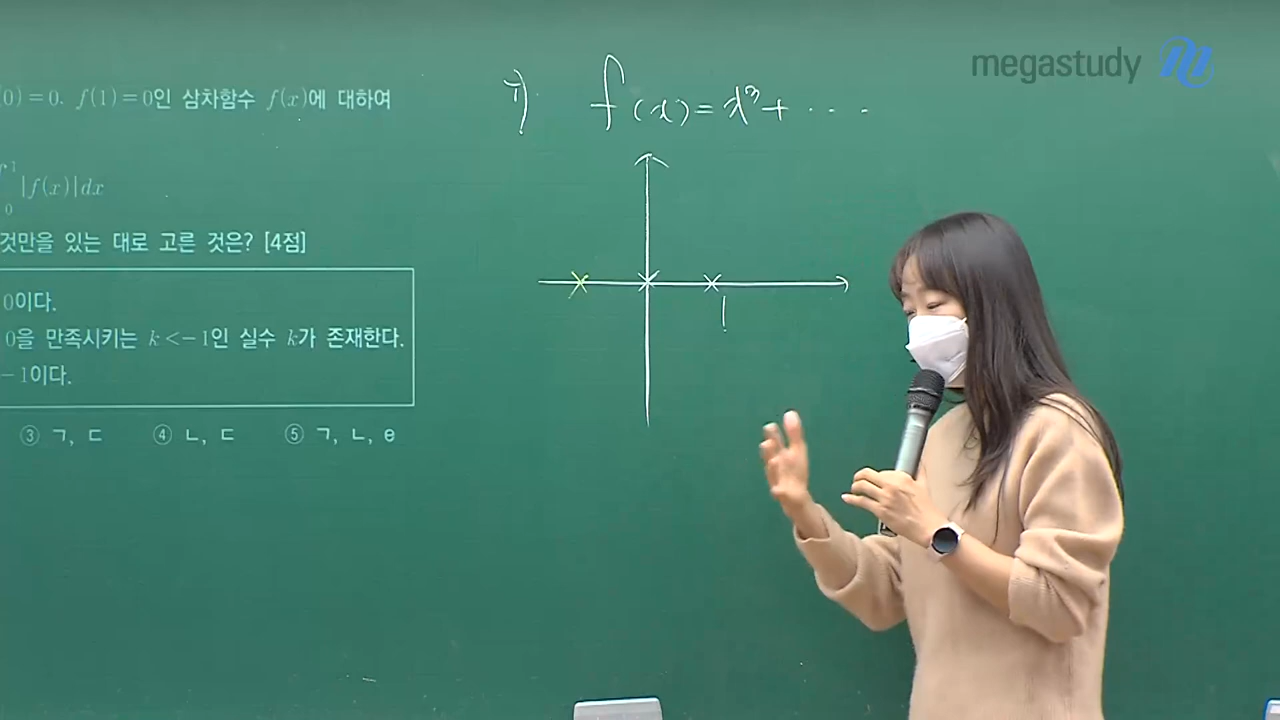 (0)=0, f(1)=0인 삼차함수 f(x)에 대하여
∫₀¹|f(x)|dx
것만을 있는 대로 고른 것은? [4점]
0이다.
0을 만족시키는 k<-1인 실수 k가 존재한다.
-1이다.
③ ㄱ, ㄷ ④ ㄴ, ㄷ ⑤ ㄱ, ㄴ, ㄷ
ㄱ). f(x)=x³+ ····
1
megastudy